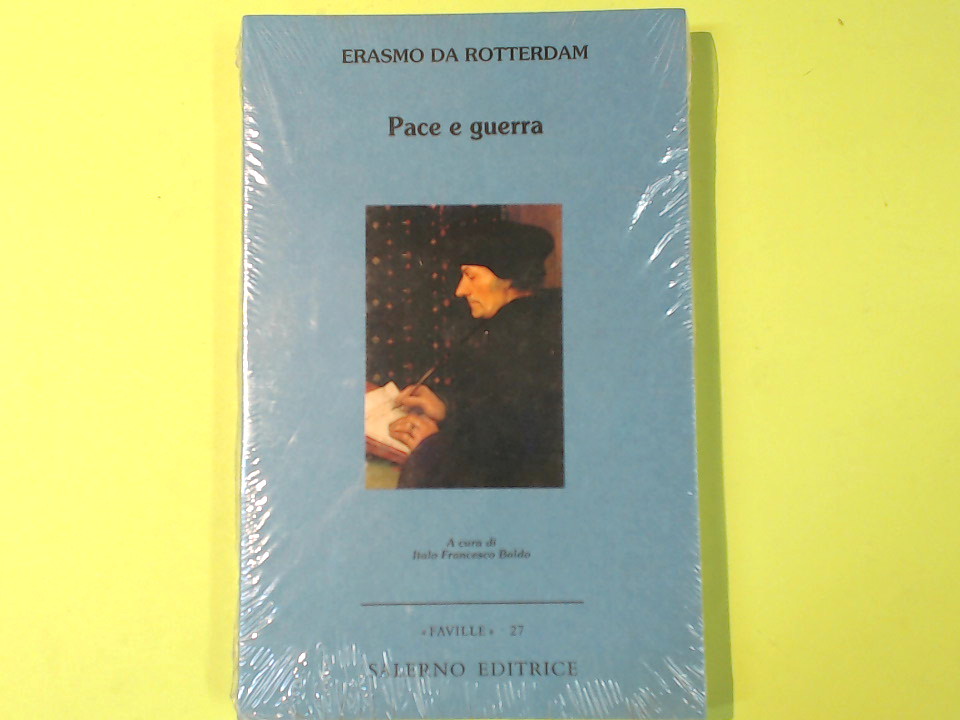 ERASMO DA ROTTERDAM
Pace e guerra
A cura di
Italo Francesco Baldo
«FAVILLE» · 27
SALERNO EDITRICE